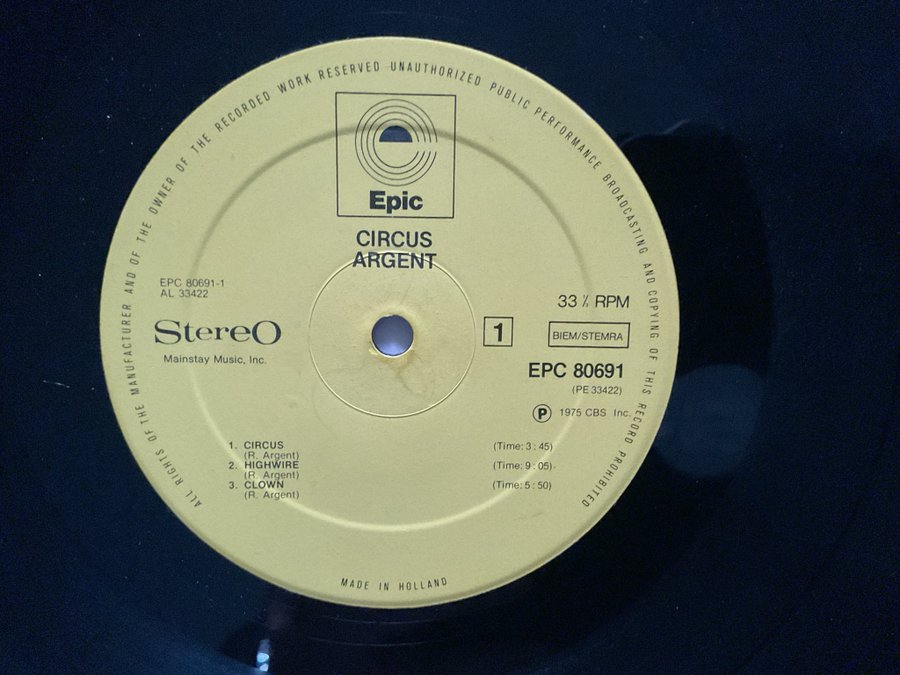 ALL RIGHTS OF THE MANUFACTURER AND OF THE OWNER OF THE RECORDED WORK RESERVED UNAUTHORIZED PUBLIC PERFORMANCE BROADCASTING AND COPYING OF THIS RECORD PROHIBITED
Epic
CIRCUS
ARGENT
EPC 80691-1
AL 33422
Stereo
Mainstay Music, Inc.
33⅓ RPM
1
BIEM/STEMRA
EPC 80691
(PE 33422)
Ⓟ 1975 CBS Inc.
1. CIRCUS (Time: 3:45)
(R. Argent)
2. HIGHWIRE (Time: 9:05)
(R. Argent)
3. CLOWN (Time: 5:50)
(R. Argent)
MADE IN HOLLAND